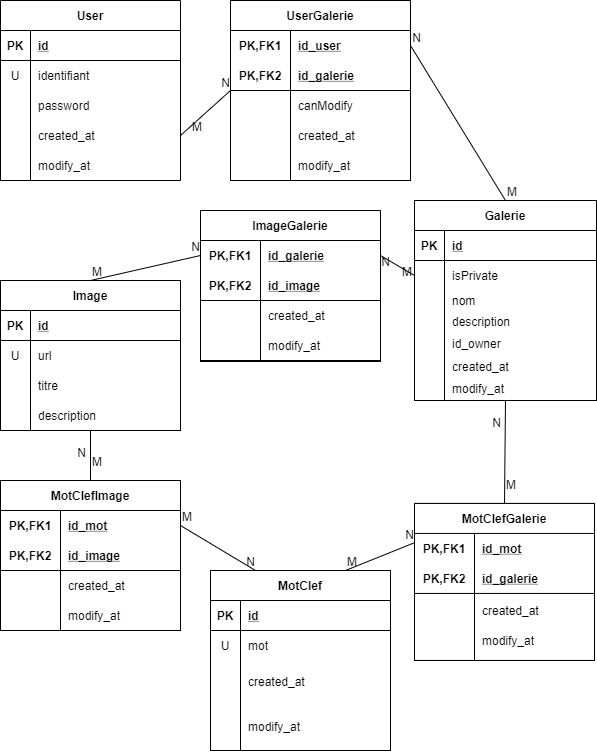 User
PK id
U identifiant
password
created_at
modify_at
UserGalerie
PK,FK1 id_user
PK,FK2 id_galerie
canModify
created_at
modify_at
N
M
N
M
ImageGalerie
PK,FK1 id_galerie
PK,FK2 id_image
created_at
modify_at
N
M
N
M
Galerie
PK id
isPrivate
nom
description
id_owner
created_at
modify_at
Image
PK id
U url
titre
description
N
M
N
M
MotClefImage
PK,FK1 id_mot
PK,FK2 id_image
created_at
modify_at
M
N
M
N
MotClefGalerie
PK,FK1 id_mot
PK,FK2 id_galerie
created_at
modify_at
MotClef
PK id
U mot
created_at
modify_at